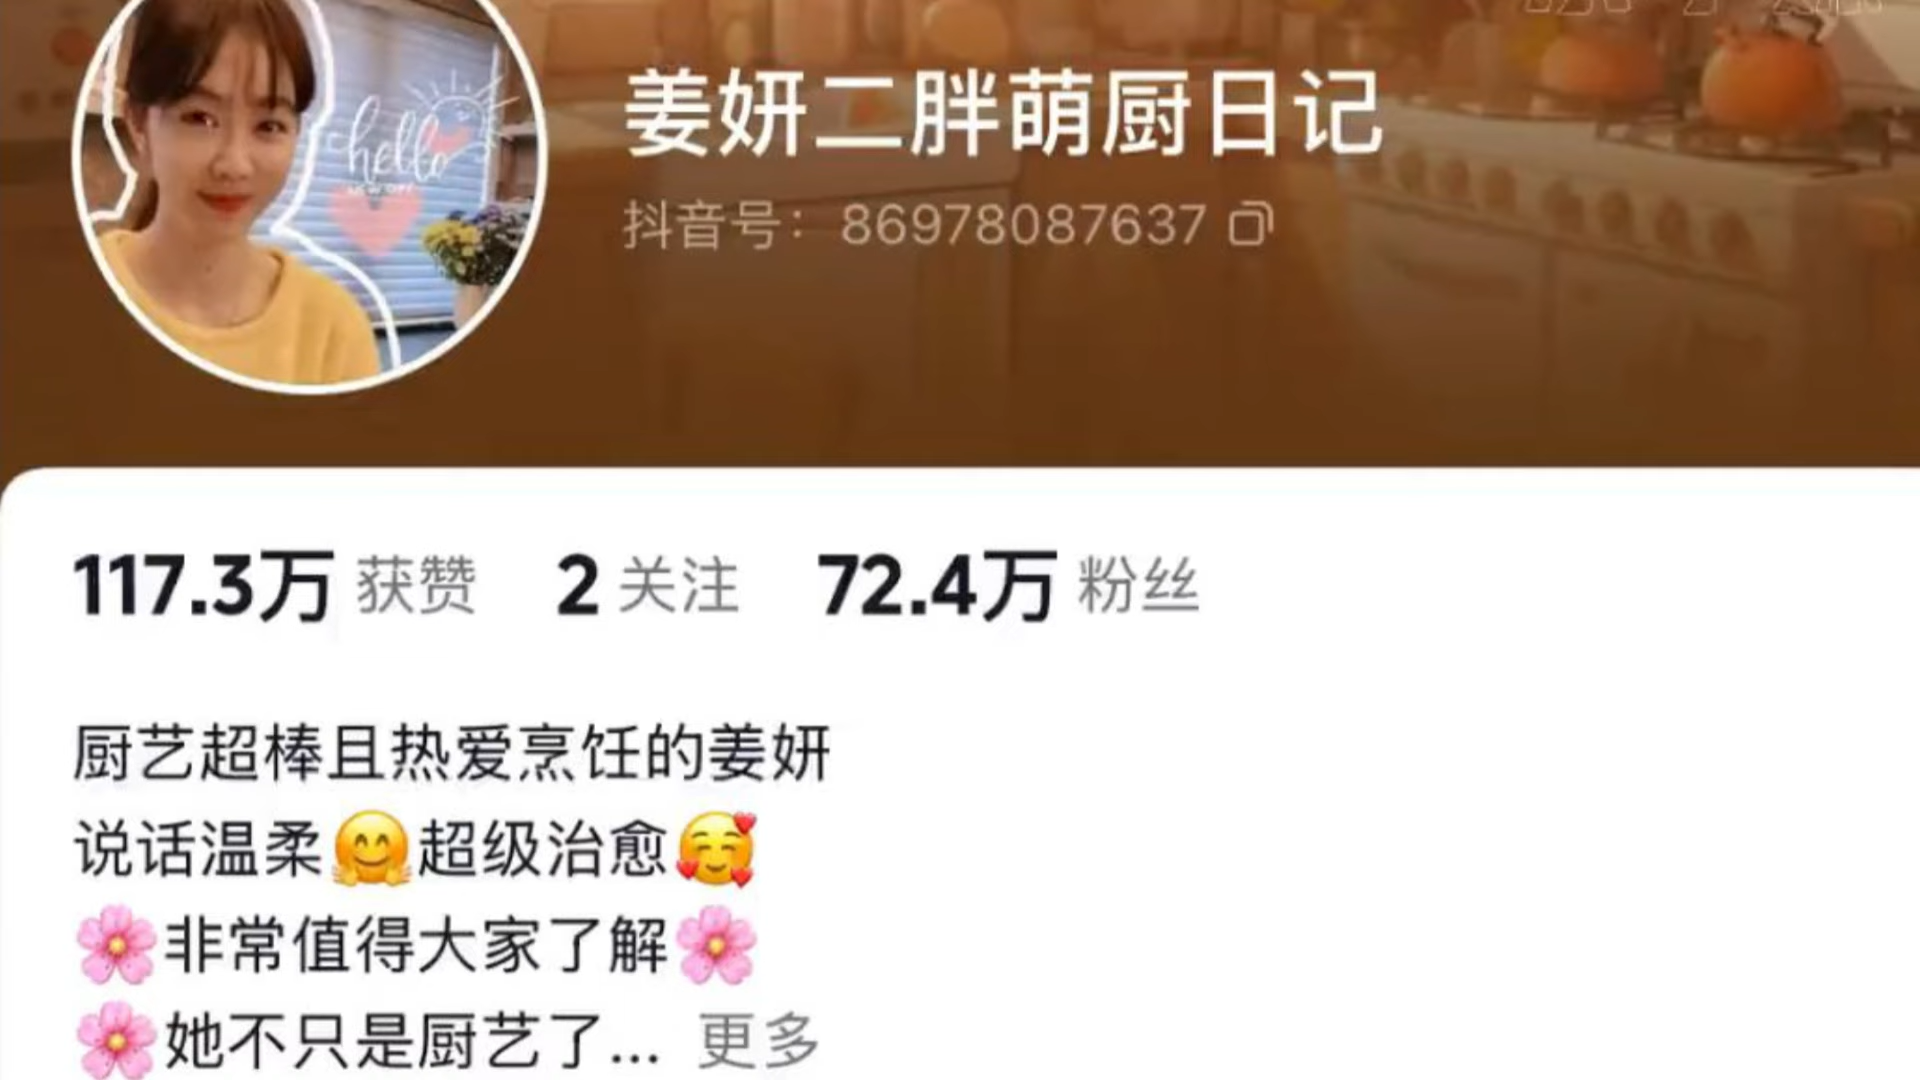 hello
姜妍二胖萌厨日记
抖音号：86978087637
117.3万 获赞 2 关注 72.4万 粉丝
厨艺超棒且热爱烹饪的姜妍
说话温柔🤗超级治愈🥰
🌸非常值得大家了解🌸
🌸她不只是厨艺了... 更多